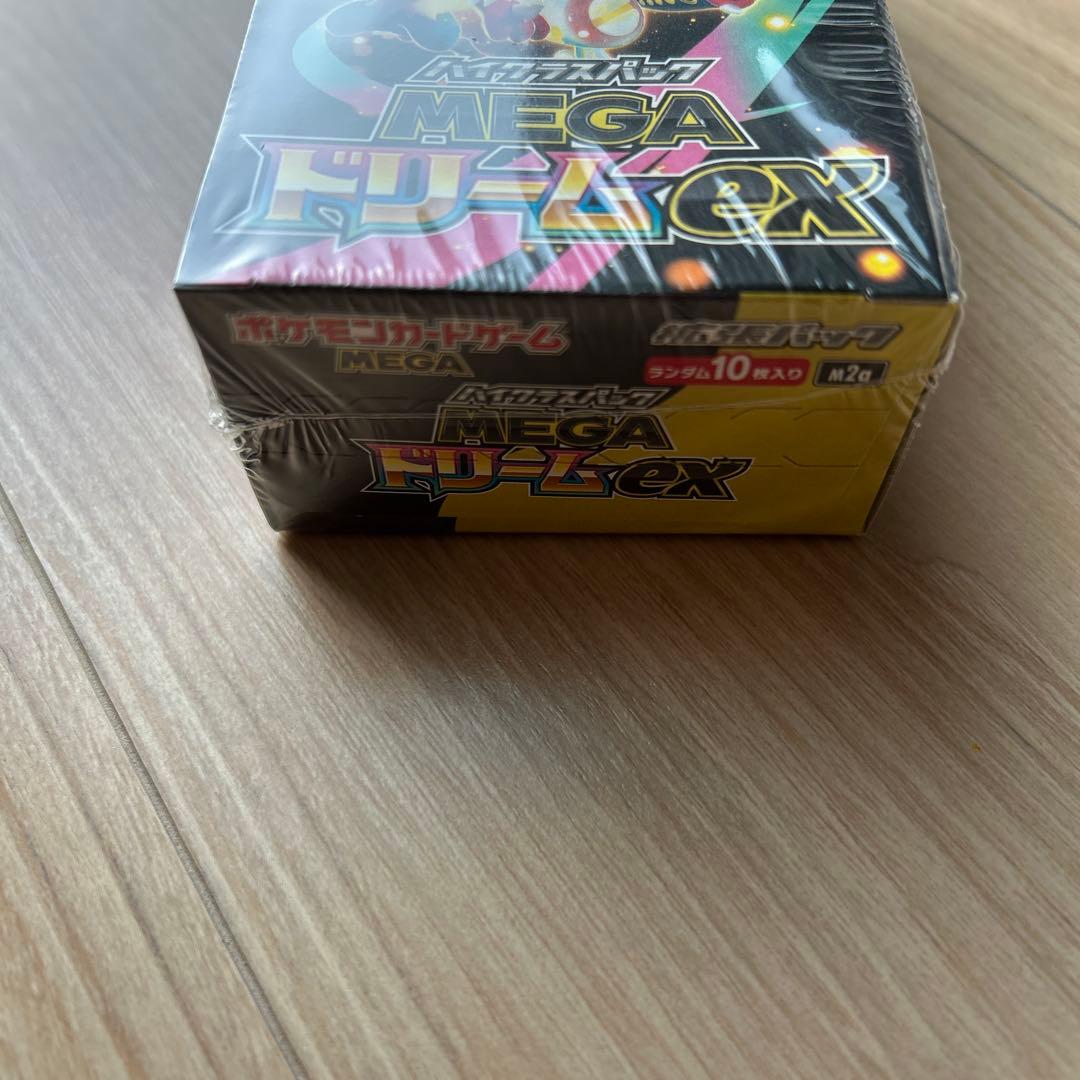 ハイクラスパック
MEGA
ドリームex
ポケモンカードゲーム
MEGA
拡張パック
ランダム10枚入り
M2a
ハイクラスパック
MEGA
ドリームex